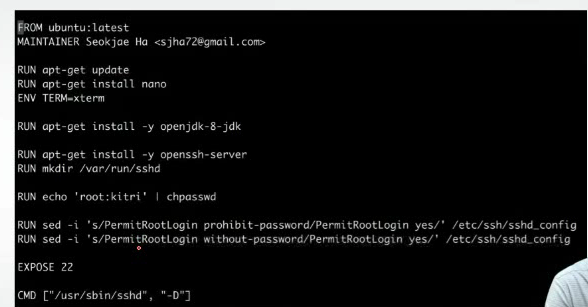 FROM ubuntu:latest
MAINTAINER Seokjae Ha <sjha72@gmail.com>
RUN apt-get update
RUN apt-get install nano
ENV TERM=xterm
RUN apt-get install -y openjdk-8-jdk
RUN apt-get install -y openssh-server
RUN mkdir /var/run/sshd
RUN echo 'root:kitri' | chpasswd
RUN sed -i 's/PermitRootLogin prohibit-password/PermitRootLogin yes/' /etc/ssh/sshd_config
RUN sed -i 's/PermitRootLogin without-password/PermitRootLogin yes/' /etc/ssh/sshd_config
EXPOSE 22
CMD ["/usr/sbin/sshd", "-D"]